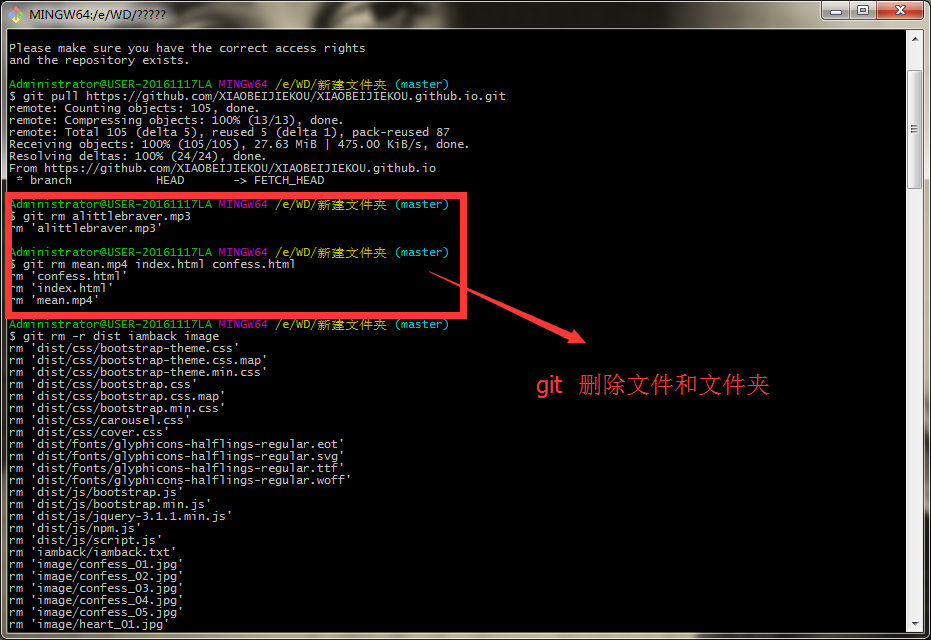 MINGW64:/e/WD/?????
Please make sure you have the correct access rights
and the repository exists.
Administrator@USER-20161117LA MINGW64 /e/WD/新建文件夹 (master)
$ git pull https://github.com/XIAOBEIJIEKOU/XIAOBEIJIEKOU.github.io.git
remote: Counting objects: 105, done.
remote: Compressing objects: 100% (13/13), done.
remote: Total 105 (delta 5), reused 5 (delta 1), pack-reused 87
Receiving objects: 100% (105/105), 27.63 MiB | 475.00 KiB/s, done.
Resolving deltas: 100% (24/24), done.
From https://github.com/XIAOBEIJIEKOU/XIAOBEIJIEKOU.github.io
 * branch            HEAD       -> FETCH_HEAD
Administrator@USER-20161117LA MINGW64 /e/WD/新建文件夹 (master)
$ git rm alittlebraver.mp3
rm 'alittlebraver.mp3'
Administrator@USER-20161117LA MINGW64 /e/WD/新建文件夹 (master)
$ git rm mean.mp4 index.html confess.html
rm 'confess.html'
rm 'index.html'
rm 'mean.mp4'
Administrator@USER-20161117LA MINGW64 /e/WD/新建文件夹 (master)
$ git rm -r dist iamback image
rm 'dist/css/bootstrap-theme.css'
rm 'dist/css/bootstrap-theme.css.map'
rm 'dist/css/bootstrap-theme.min.css'
rm 'dist/css/bootstrap.css'
rm 'dist/css/bootstrap.css.map'
rm 'dist/css/bootstrap.min.css'
rm 'dist/css/carousel.css'
rm 'dist/css/cover.css'
rm 'dist/fonts/glyphicons-halflings-regular.eot'
rm 'dist/fonts/glyphicons-halflings-regular.svg'
rm 'dist/fonts/glyphicons-halflings-regular.ttf'
rm 'dist/fonts/glyphicons-halflings-regular.woff'
rm 'dist/js/bootstrap.js'
rm 'dist/js/bootstrap.min.js'
rm 'dist/js/jquery-3.1.1.min.js'
rm 'dist/js/npm.js'
rm 'dist/js/script.js'
rm 'iamback/iamback.txt'
rm 'image/confess_01.jpg'
rm 'image/confess_02.jpg'
rm 'image/confess_03.jpg'
rm 'image/confess_04.jpg'
rm 'image/confess_05.jpg'
rm 'image/heart_01.jpg'
git 删除文件和文件夹